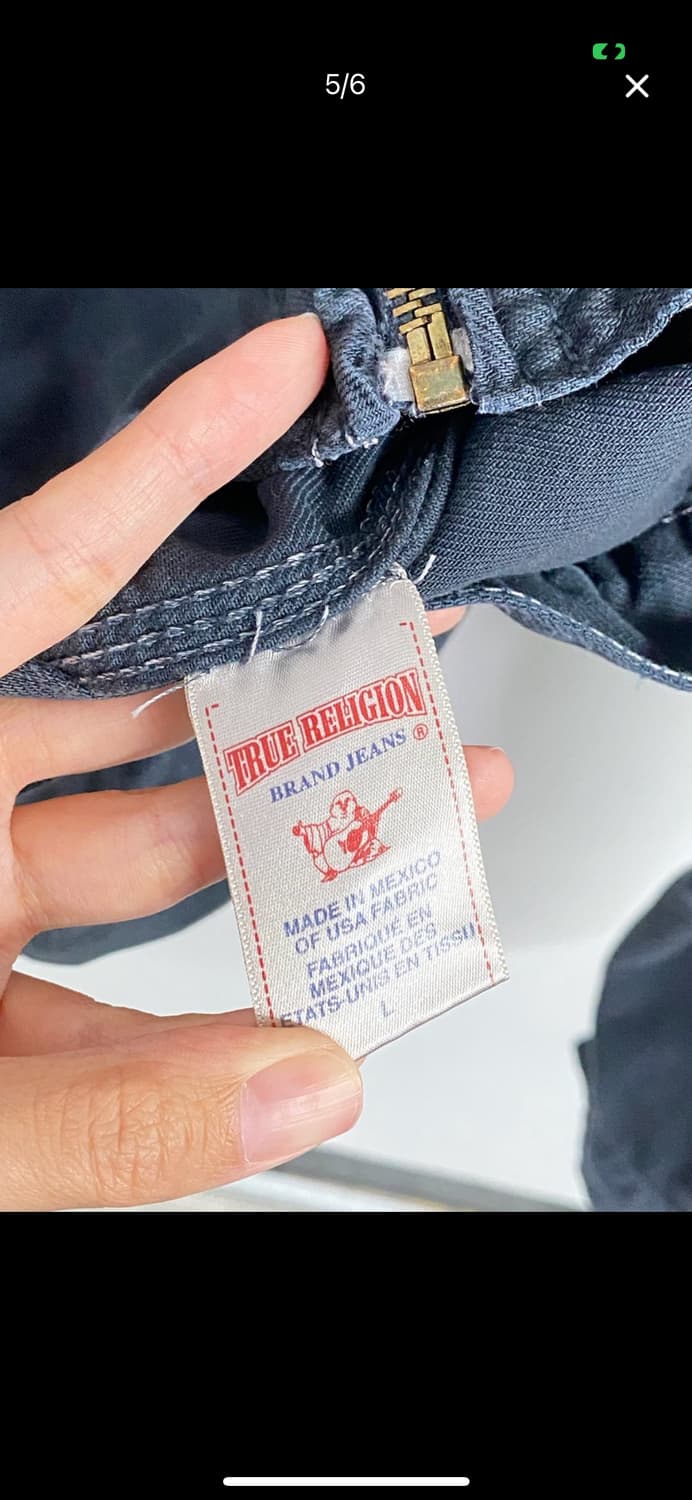 5/6
TRUE RELIGION
BRAND JEANS ®
MADE IN MEXICO
OF USA FABRIC
FABRIQUÉ EN
MEXIQUE DES
ETATS-UNIS EN TISSU
L